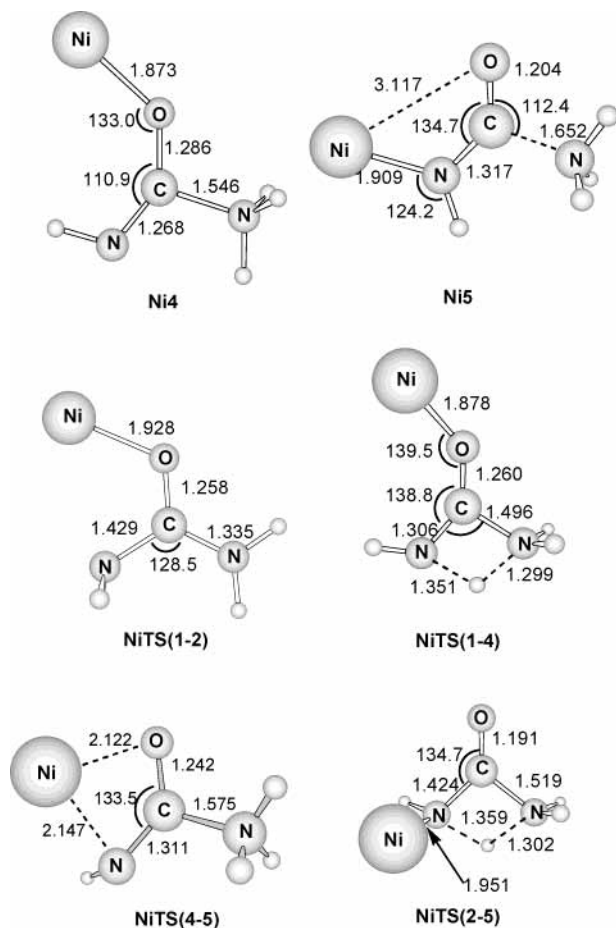 Ni
1.873
O
133.0
1.286
110.9
C
1.546
N
1.268
N
Ni4
O
1.204
3.117
112.4
C
134.7
1.652
Ni
N
N
1.909
1.317
124.2
Ni5
Ni
1.928
O
1.258
1.429
C
1.335
N
N
128.5
NiTS(1-2)
Ni
1.878
139.5
O
1.260
138.8
C
1.496
1.306
N
N
1.351
1.299
NiTS(1-4)
O
2.122
Ni
1.242
133.5
C
1.575
2.147
N
1.311
N
NiTS(4-5)
O
1.191
134.7
C
1.424
1.519
N
1.359
N
Ni
1.302
1.951
NiTS(2-5)